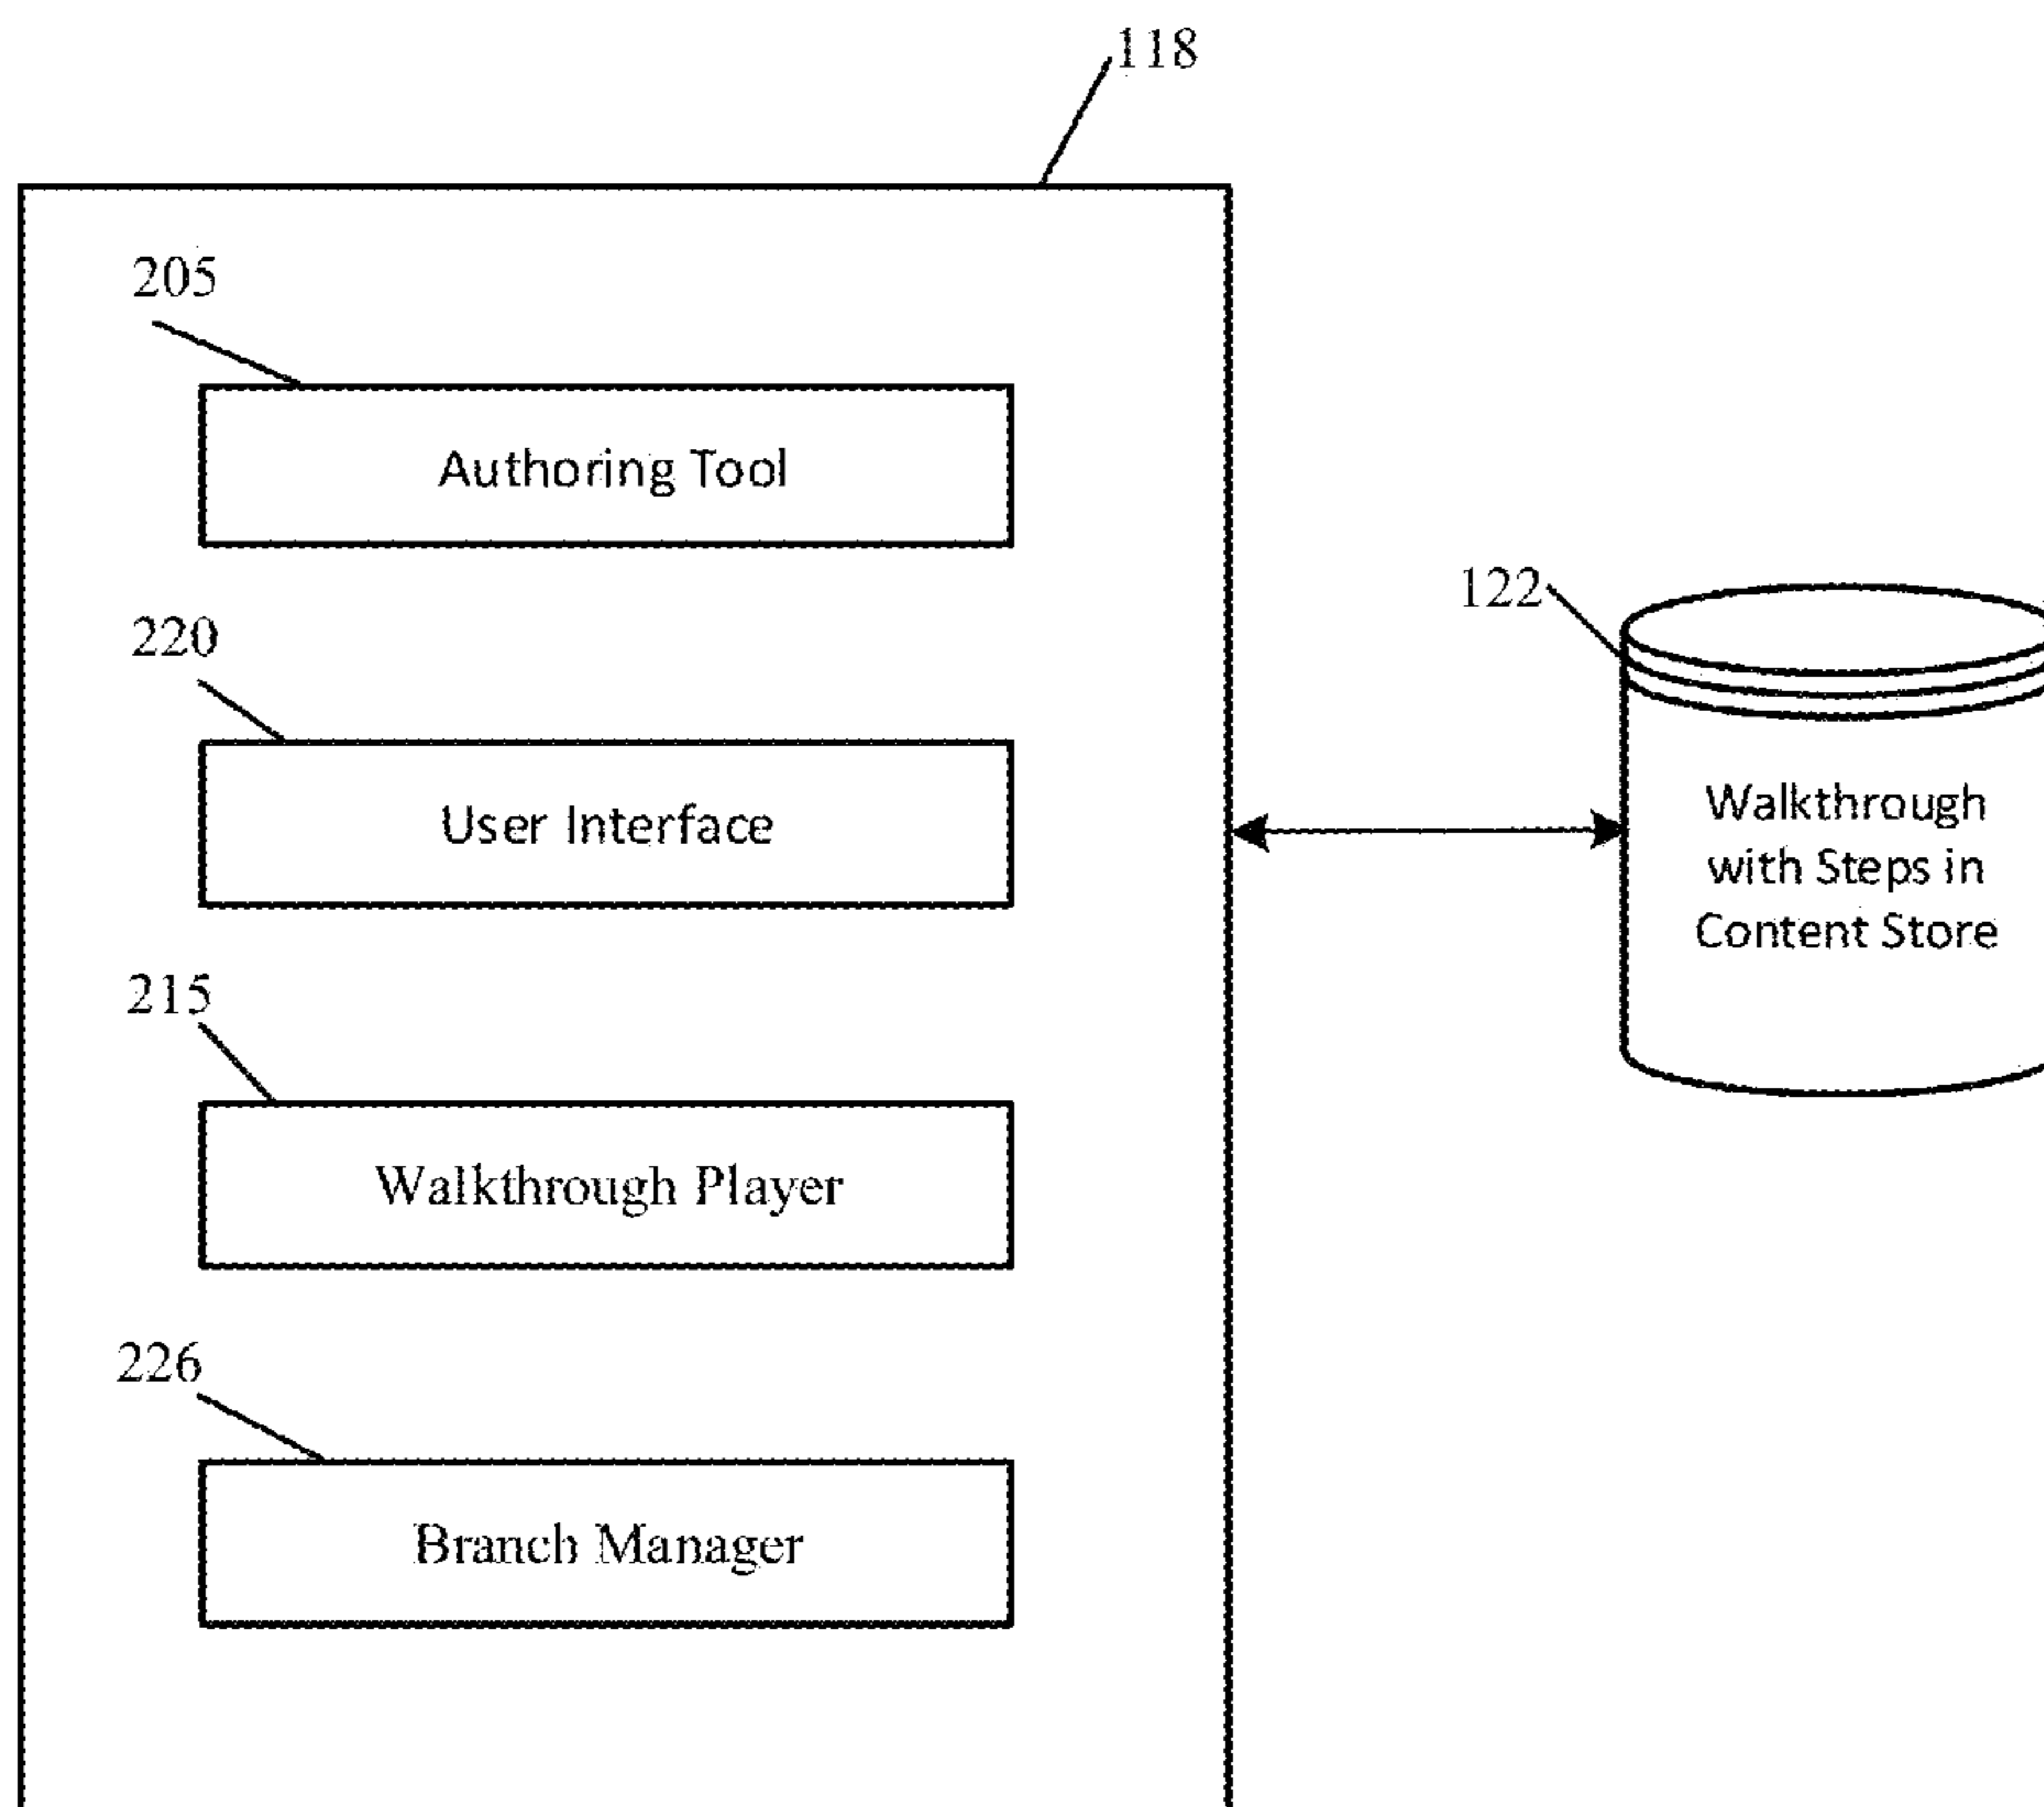 118
205
Authoring Tool
122
220
Walkthrough
User Interface
with Steps in
Content Store
215
Walkthrough Player
226
Branch Manager